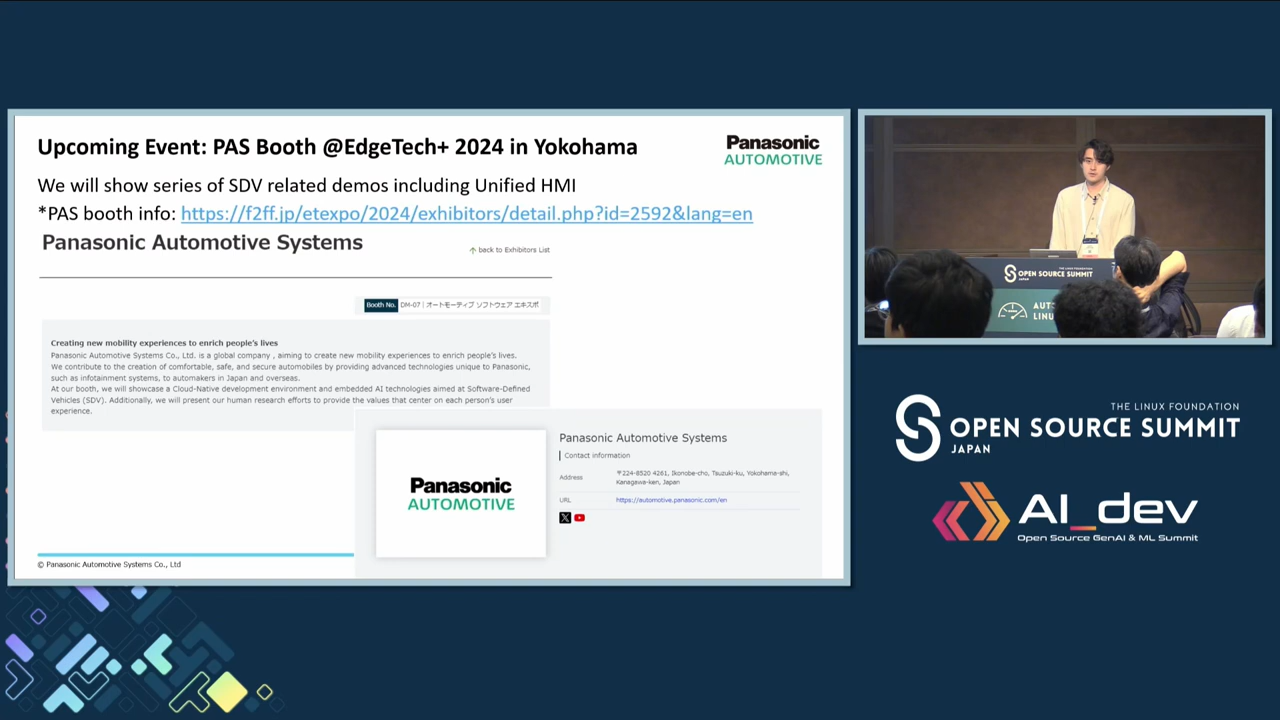 Upcoming Event: PAS Booth @EdgeTech+ 2024 in Yokohama
Panasonic
AUTOMOTIVE
We will show series of SDV related demos including Unified HMI
*PAS booth info: https://f2ff.jp/etexpo/2024/exhibitors/detail.php?id=2592&lang=en
Panasonic Automotive Systems
back to Exhibitors List
Booth No. DM-07 | オートモーティブ ソフトウェア エキスポ
Creating new mobility experiences to enrich people's lives
Panasonic Automotive Systems Co., Ltd. is a global company , aiming to create new mobility experiences to enrich people's lives.
We contribute to the creation of comfortable, safe, and secure automobiles by providing advanced technologies unique to Panasonic,
such as infotainment systems, to automakers in Japan and overseas.
At our booth, we will showcase a Cloud-Native development environment and embedded AI technologies aimed at Software-Defined
Vehicles (SDV). Additionally, we will present our human research efforts to provide the values that center on each person's user
experience.
Panasonic
AUTOMOTIVE
Panasonic Automotive Systems
Contact information
Address 〒224-8520 4261, Ikonobe-cho, Tsuzuki-ku, Yokohama-shi,
Kanagawa-ken, Japan
URL https://automotive.panasonic.com/en
© Panasonic Automotive Systems Co., Ltd
THE LINUX FOUNDATION
OPEN SOURCE SUMMIT
JAPAN
AUT
LINU
THE LINUX FOUNDATION
OPEN SOURCE SUMMIT
JAPAN
AI_dev
Open Source GenAI & ML Summit